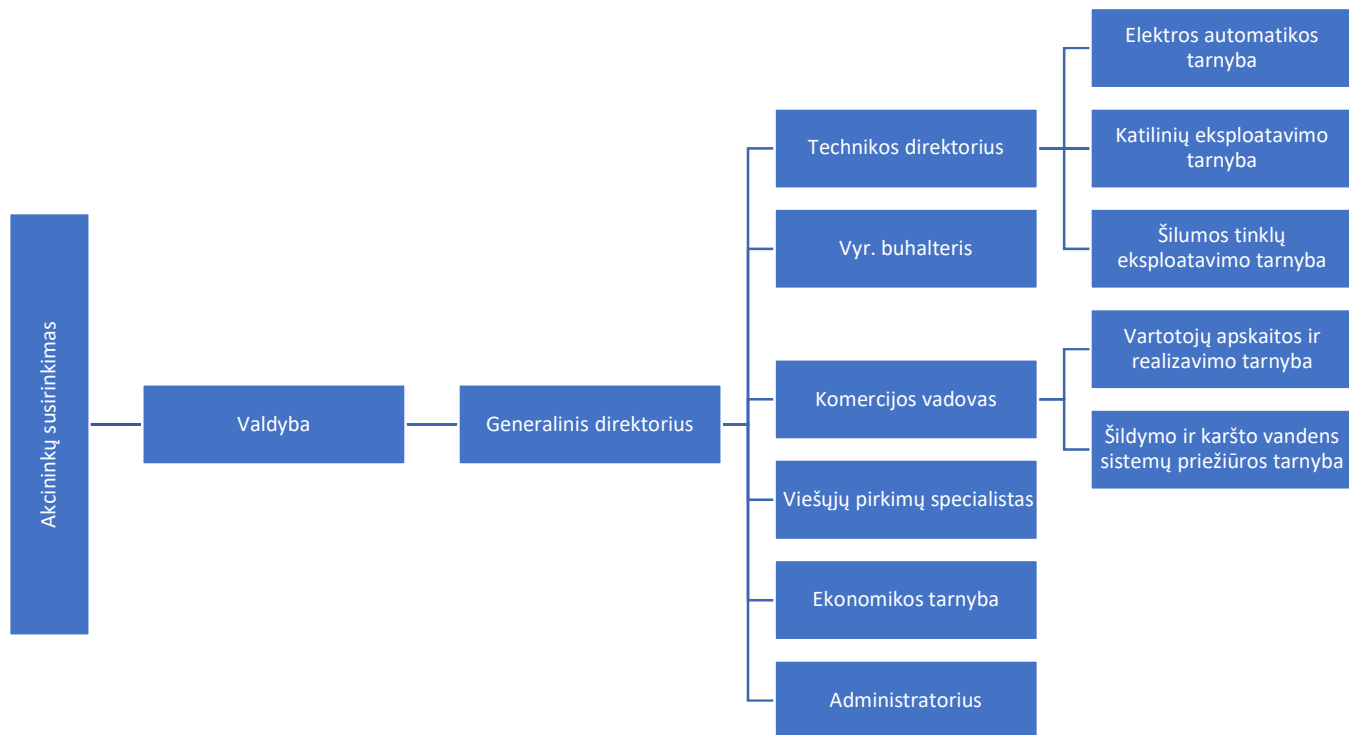 Akcininkų susirinkimas
Valdyba
Generalinis direktorius
Technikos direktorius
Elektros automatikos
tarnyba
Katilinių eksploatavimo
tarnyba
Šilumos tinklų
eksploatavimo tarnyba
Vyr. buhalteris
Komercijos vadovas
Vartotojų apskaitos ir
realizavimo tarnyba
Šildymo ir karšto vandens
sistemų priežiūros tarnyba
Viešųjų pirkimų specialistas
Ekonomikos tarnyba
Administratorius